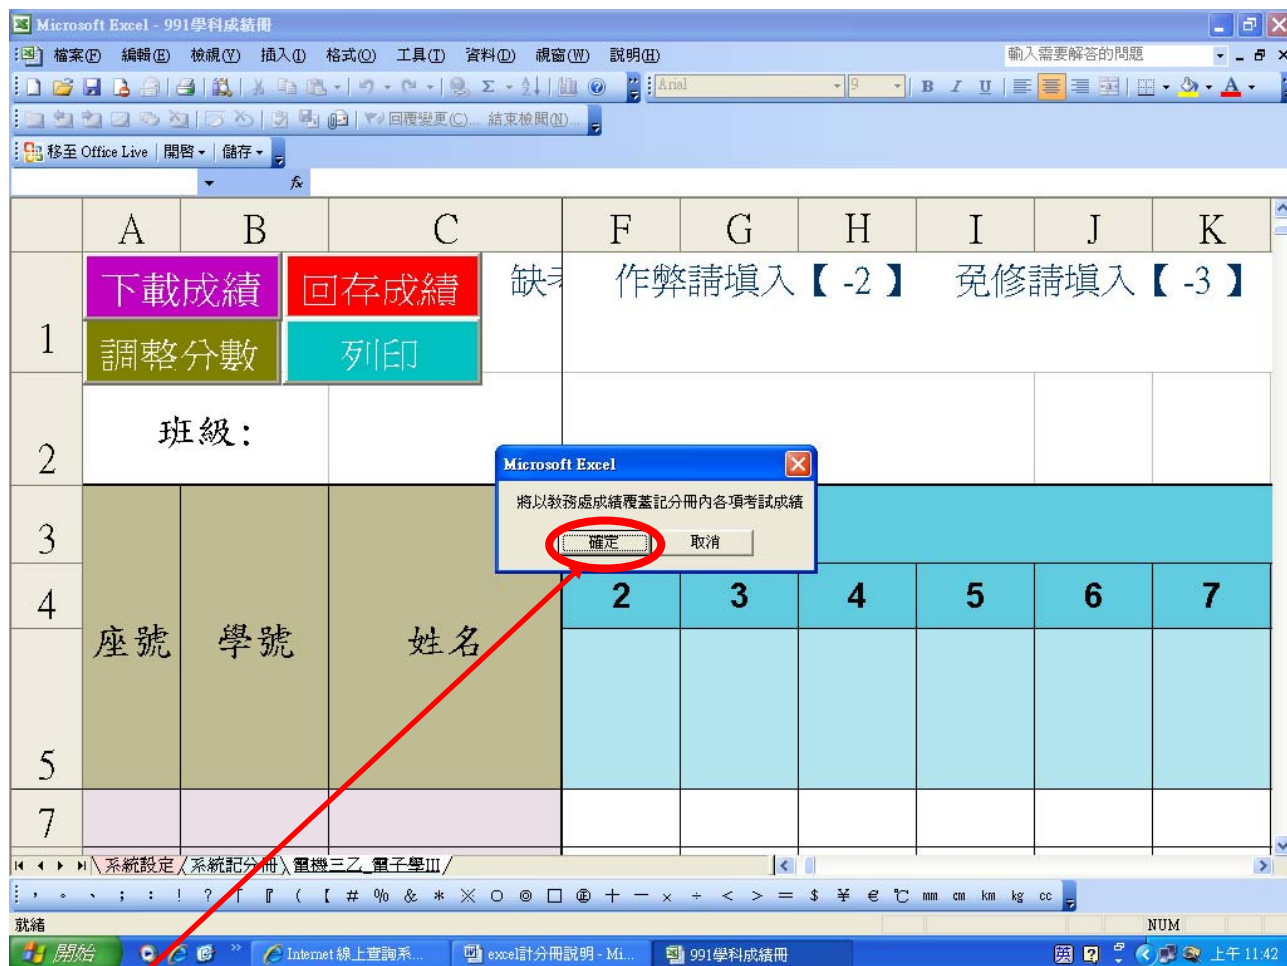 Microsoft Excel - 991學科成績冊
檔案(F) 編輯(E) 檢視(V) 插入(I) 格式(O) 工具(T) 資料(D) 視窗(W) 說明(H) 輸入需要解答的問題
Arial 9 B I U
回覆變更(C)... 結束檢閱(N)...
移至 Office Live 開啓 儲存
fx
A B C F G H I J K
下載成績 回存成績 缺考 作弊請填入【 -2 】 免修請填入【 -3 】
1
調整分數 列印
2 班級：
Microsoft Excel
將以教務處成績覆蓋記分冊內各項考試成績
確定 取消
3
4 2 3 4 5 6 7
座號 學號 姓名
5
7
系統設定 系統記分冊 電機三乙_電子學III
， 。 、 ； ： ！ ？ 「 『 （ 【 # % & * ※ ○ ◎ □ ㊣ ＋ － × ÷ ＜ ＞ ＝ $ ¥ € ℃ mm cm km kg cc
就緒 NUM
開始 Internet 線上查詢系... excel計分冊說明 - Mi... 991學科成績冊 英 上午 11:42